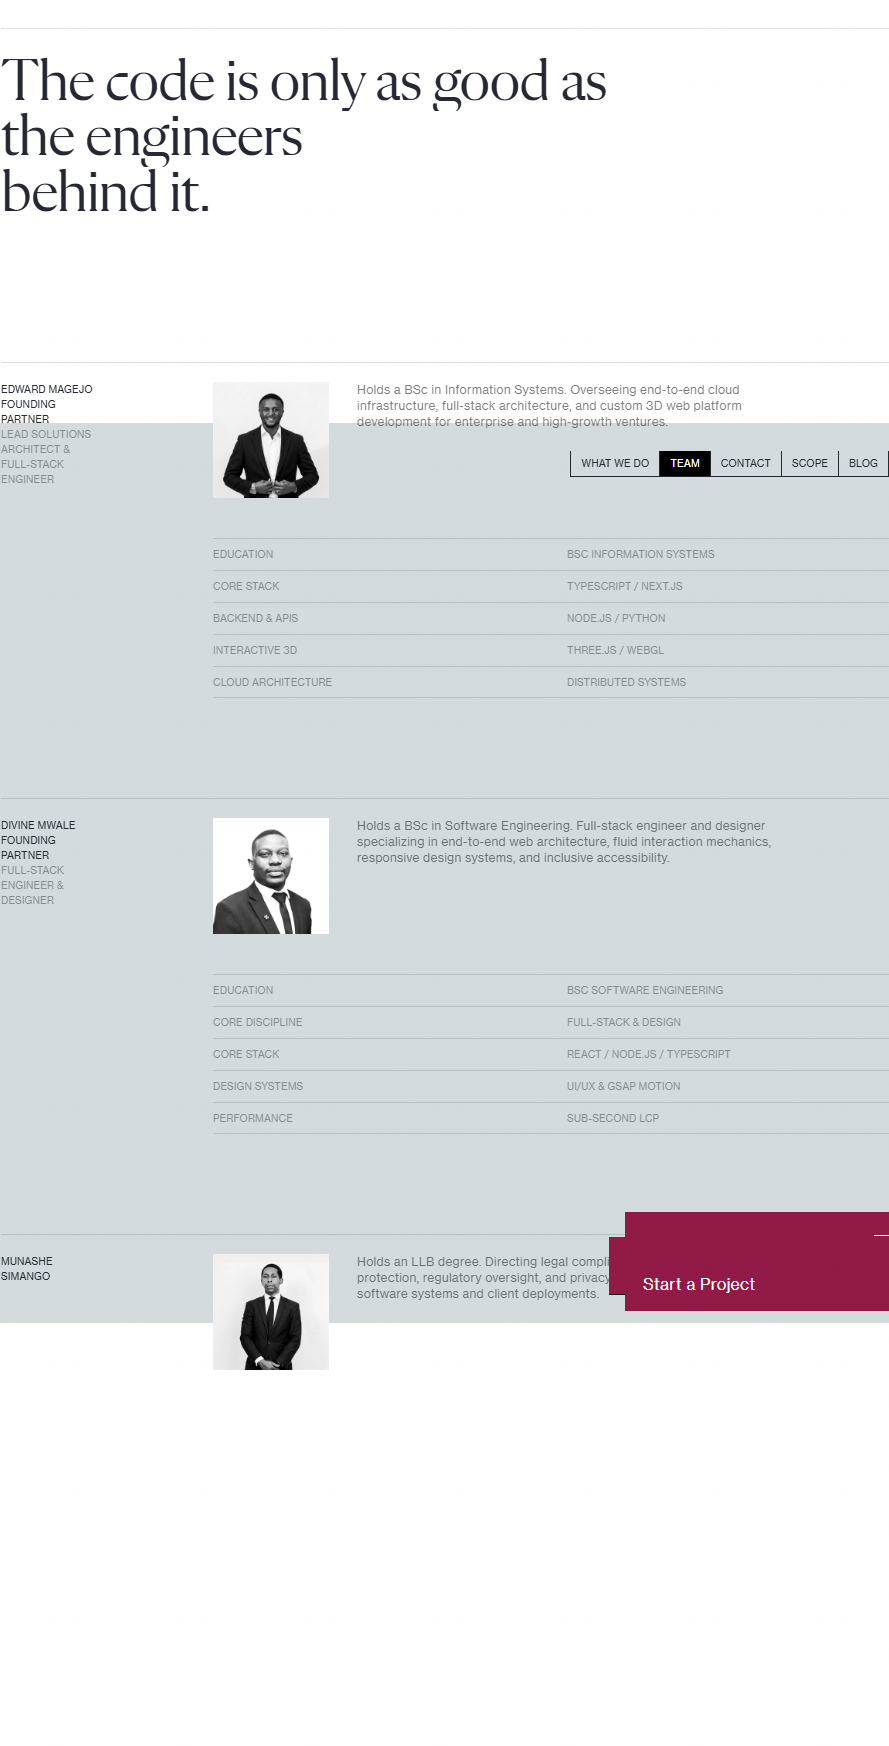 The code is only as good as
the engineers
behind it.
EDWARD MAGEJO
FOUNDING
PARTNER
LEAD SOLUTIONS
ARCHITECT &
FULL-STACK
ENGINEER
Holds a BSc in Information Systems. Overseeing end-to-end cloud
infrastructure, full-stack architecture, and custom 3D web platform
development for enterprise and high-growth ventures.
WHAT WE DO TEAM CONTACT SCOPE BLOG
EDUCATION BSC INFORMATION SYSTEMS
CORE STACK TYPESCRIPT / NEXT.JS
BACKEND & APIS NODE.JS / PYTHON
INTERACTIVE 3D THREE.JS / WEBGL
CLOUD ARCHITECTURE DISTRIBUTED SYSTEMS
DIVINE MWALE
FOUNDING
PARTNER
FULL-STACK
ENGINEER &
DESIGNER
Holds a BSc in Software Engineering. Full-stack engineer and designer
specializing in end-to-end web architecture, fluid interaction mechanics,
responsive design systems, and inclusive accessibility.
EDUCATION BSC SOFTWARE ENGINEERING
CORE DISCIPLINE FULL-STACK & DESIGN
CORE STACK REACT / NODE.JS / TYPESCRIPT
DESIGN SYSTEMS UI/UX & GSAP MOTION
PERFORMANCE SUB-SECOND LCP
MUNASHE
SIMANGO
Holds an LLB degree. Directing legal
protection, regulatory oversight, and privacy
software systems and client deployments.
Start a Project